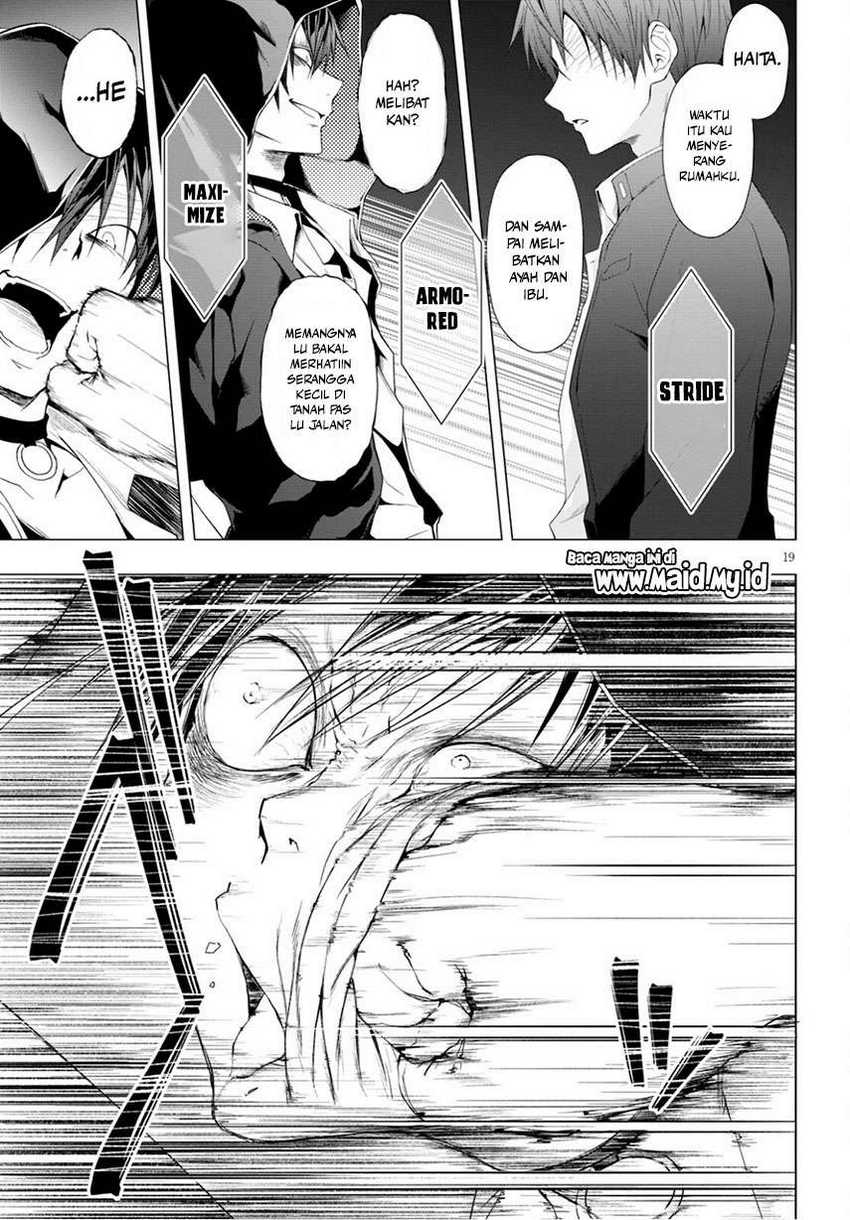 HAITA.
WAKTU
ITU KAU
MENYE-
RANG
RUMAHKU.
DAN SAM-
PAI MELI-
BATKAN
AYAH DAN
IBU.
STRIDE
HAH?
MELIBAT
KAN?
ARMO-
RED
MEMANGNYA
LU BAKAL
MERHATIIN
SERANGGA
KECIL DI
TANAH PAS
LU JALAN?
MAXI-
MIZE
...HE
19
Baca Manga ini di
www.Maid.my.id